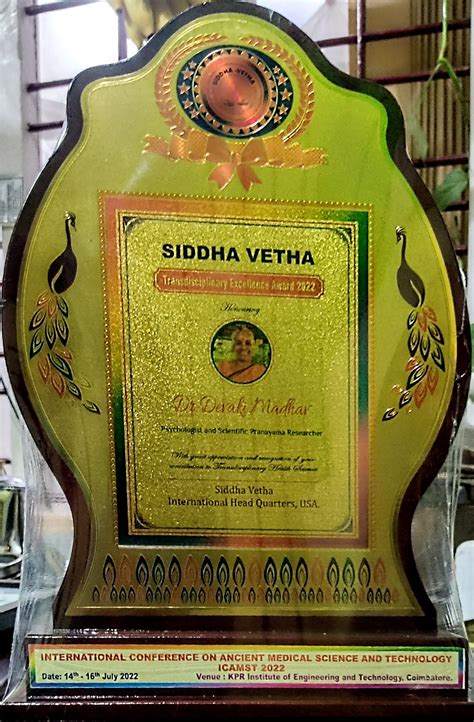 SIDDHA VETHA
2022
SIDDHA VETHA
Transdisciplinary Excellence Award 2022
Honouring
Dr Devaki Madhav
Psychologist and Scientific Pranayama Researcher
With great appreciation and recognition of your
contribution to Transdisciplinary Health Science
Siddha Vetha
International Head Quarters, USA.
INTERNATIONAL CONFERENCE ON ANCIENT MEDICAL SCIENCE AND TECHNOLOGY
ICAMST 2022
Date: 14th - 16th July 2022 Venue : KPR Institute of Engineering and Technology, Coimbatore.